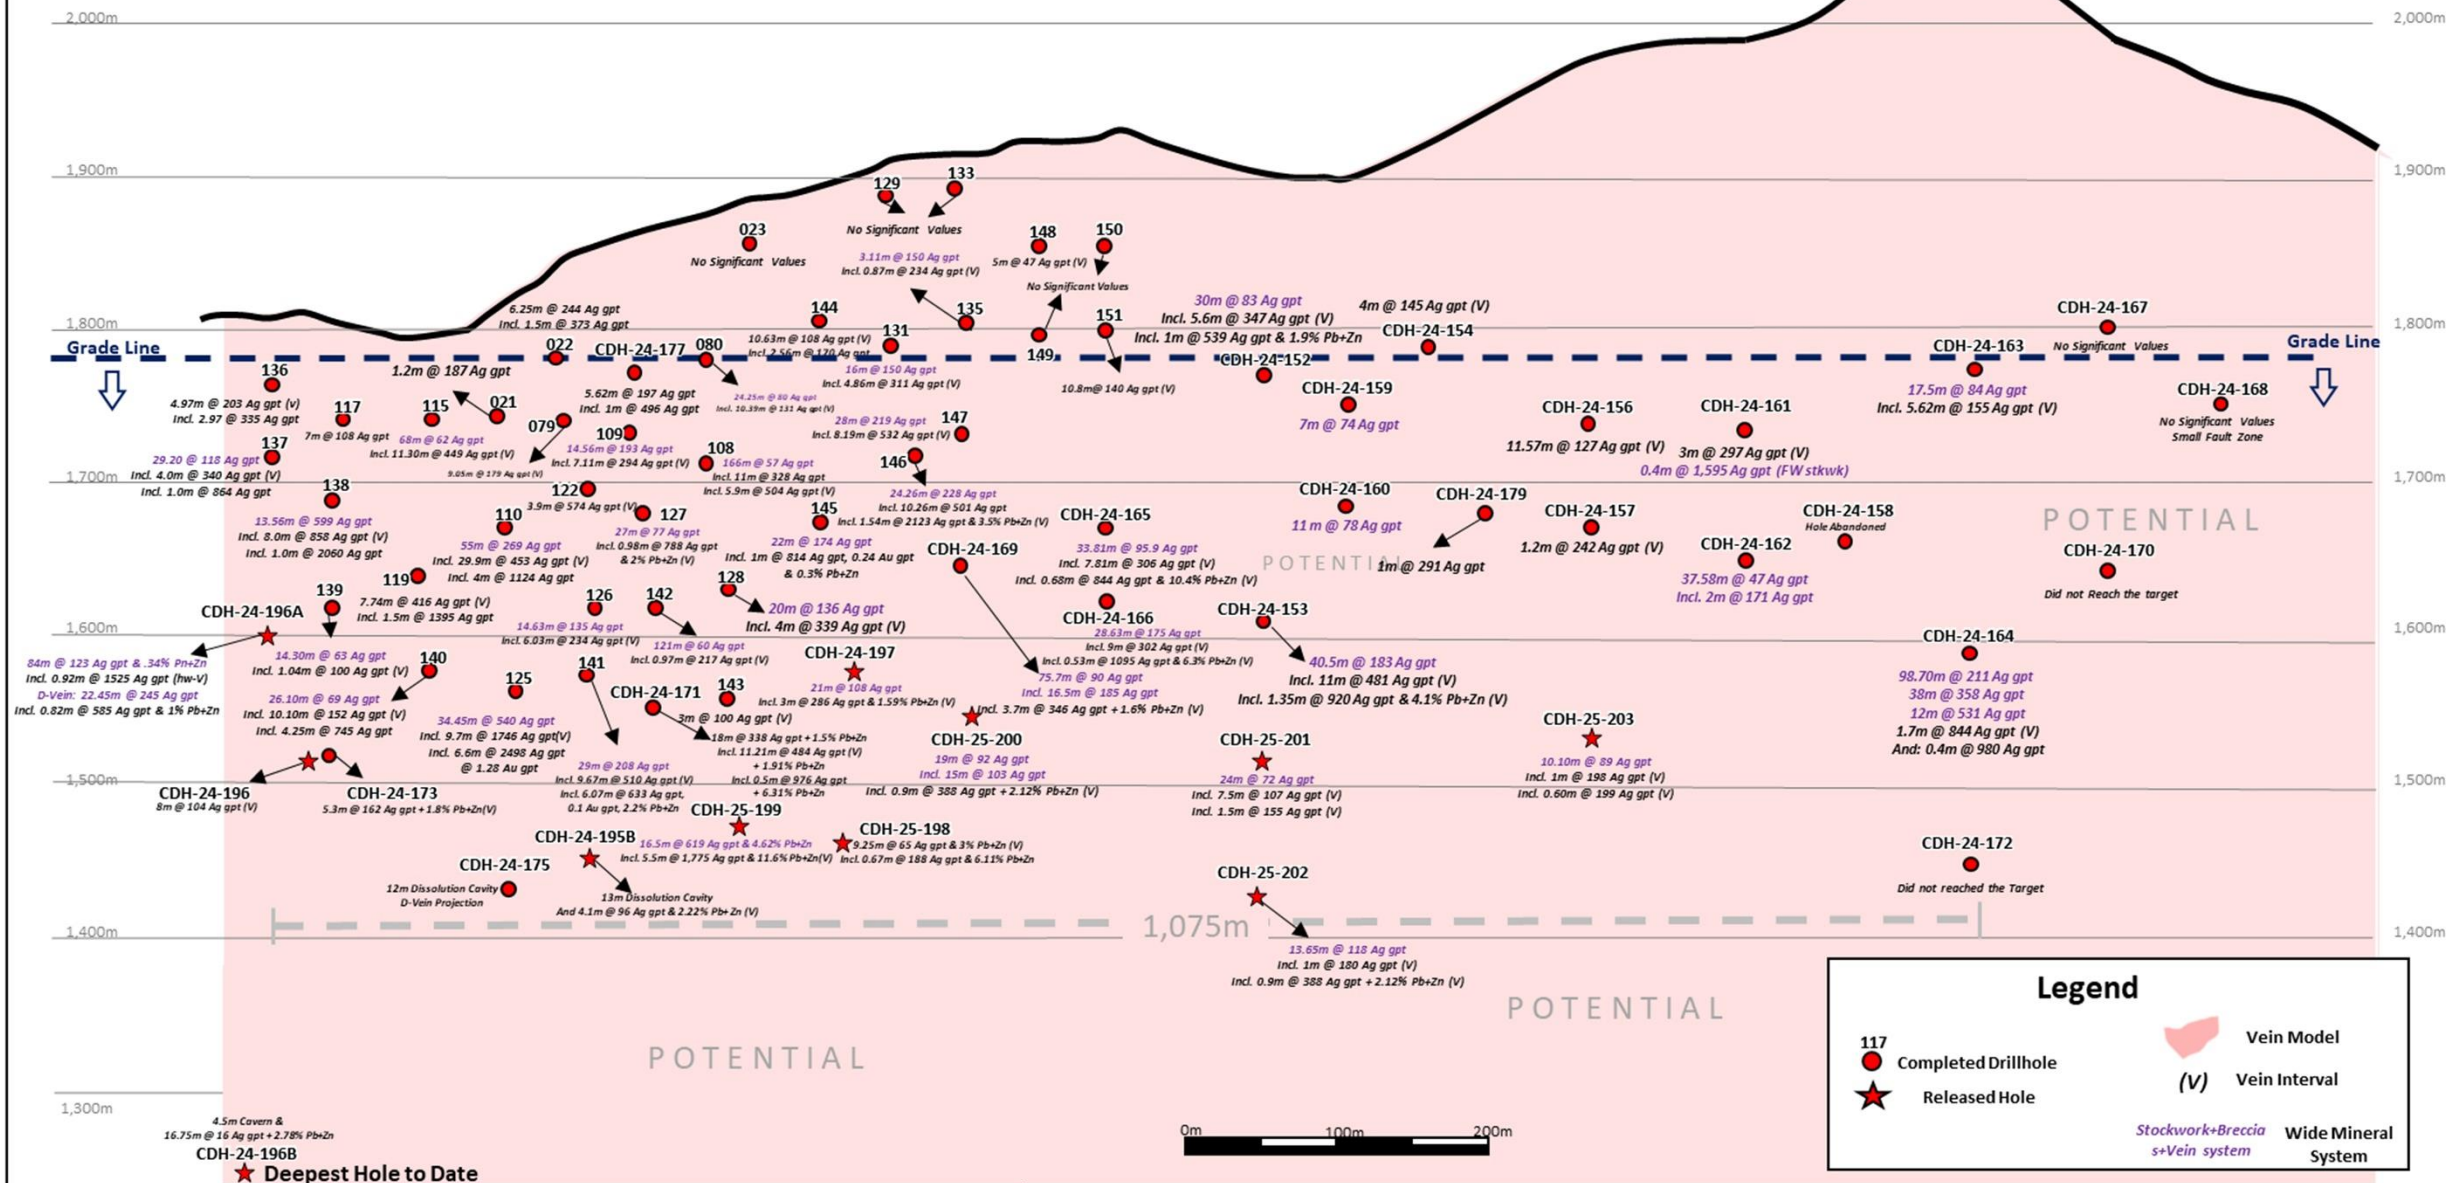 2,000m
2,000m
1,900m
1,900m
129
133
No Significant Values
023
No Significant Values
148
5m @ 47 Ag gpt (V)
150
No Significant Values
3.11m @ 150 Ag gpt
Incl. 0.87m @ 234 Ag gpt (V)
135
6.25m @ 244 Ag gpt
Incl. 1.5m @ 373 Ag gpt
022
1,800m
1,800m
144
10.63m @ 108 Ag gpt (V)
Incl. 2.56m @ 170 Ag gpt
131
16m @ 150 Ag gpt
Incl. 4.86m @ 311 Ag gpt (V)
149
151
10.8m@ 140 Ag gpt (V)
30m @ 83 Ag gpt
Incl. 5.6m @ 347 Ag gpt (V)
Incl. 1m @ 539 Ag gpt & 1.9% Pb+Zn
CDH-24-152
4m @ 145 Ag gpt (V)
CDH-24-154
CDH-24-167
No Significant Values
Grade Line
Grade Line
CDH-24-177
5.62m @ 197 Ag gpt
Incl. 1m @ 496 Ag gpt
080
24.25m @ 80 Ag gpt
Incl. 10.39m @ 131 Ag gpt (V)
CDH-24-163
17.5m @ 84 Ag gpt
Incl. 5.62m @ 155 Ag gpt (V)
136
4.97m @ 203 Ag gpt (v)
Incl. 2.97 @ 335 Ag gpt
1.2m @ 187 Ag gpt
021
117
7m @ 108 Ag gpt
115
68m @ 62 Ag gpt
Incl. 11.30m @ 449 Ag gpt (V)
079
9.05m @ 179 Ag gpt (V)
CDH-24-159
7m @ 74 Ag gpt
CDH-24-156
11.57m @ 127 Ag gpt (V)
CDH-24-161
3m @ 297 Ag gpt (V)
0.4m @ 1,595 Ag gpt (FW stkwk)
CDH-24-168
No Significant Values
Small Fault Zone
109
14.56m @ 193 Ag gpt
Incl. 7.11m @ 294 Ag gpt (V)
108
166m @ 57 Ag gpt
Incl. 11m @ 328 Ag gpt
Incl. 5.9m @ 504 Ag gpt (V)
28m @ 219 Ag gpt
Incl. 8.19m @ 532 Ag gpt (V)
147
146
24.26m @ 228 Ag gpt
Incl. 10.26m @ 501 Ag gpt
Incl. 1.54m @ 2123 Ag gpt & 3.5% Pb+Zn (V)
137
29.20 @ 118 Ag gpt
Incl. 4.0m @ 340 Ag gpt (V)
Incl. 1.0m @ 864 Ag gpt
1,700m
1,700m
138
13.56m @ 599 Ag gpt
Incl. 8.0m @ 858 Ag gpt (V)
Incl. 1.0m @ 2060 Ag gpt
122
3.9m @ 574 Ag gpt (V)
110
55m @ 269 Ag gpt
Incl. 29.9m @ 453 Ag gpt (V)
Incl. 4m @ 1124 Ag gpt
127
27m @ 77 Ag gpt
Incl. 0.98m @ 788 Ag gpt
& 2% Pb+Zn (V)
145
22m @ 174 Ag gpt
Incl. 1m @ 814 Ag gpt, 0.24 Au gpt
& 0.3% Pb+Zn
CDH-24-165
33.81m @ 95.9 Ag gpt
Incl. 7.81m @ 306 Ag gpt (V)
Incl. 0.68m @ 844 Ag gpt & 10.4% Pb+Zn (V)
CDH-24-160
11 m @ 78 Ag gpt
CDH-24-179
1m @ 291 Ag gpt
POTENTIAL
CDH-24-157
1.2m @ 242 Ag gpt (V)
CDH-24-158
Hole Abandoned
CDH-24-162
37.58m @ 47 Ag gpt
Incl. 2m @ 171 Ag gpt
POTENTIAL
CDH-24-170
Did not Reach the target
CDH-24-169
75.7m @ 90 Ag gpt
Incl. 16.5m @ 185 Ag gpt
Incl. 3.7m @ 346 Ag gpt + 1.6% Pb+Zn (V)
119
7.74m @ 416 Ag gpt (V)
Incl. 1.5m @ 1395 Ag gpt
139
14.30m @ 63 Ag gpt
Incl. 1.04m @ 100 Ag gpt (V)
CDH-24-196A
84m @ 123 Ag gpt & .34% Pn+Zn
Incl. 0.92m @ 1525 Ag gpt (hw-V)
D-Vein: 22.45m @ 245 Ag gpt
Incl. 0.82m @ 585 Ag gpt & 1% Pb+Zn
126
14.63m @ 135 Ag gpt
Incl. 6.03m @ 234 Ag gpt (V)
142
121m @ 60 Ag gpt
Incl. 0.97m @ 217 Ag gpt (V)
128
20m @ 136 Ag gpt
Incl. 4m @ 339 Ag gpt (V)
CDH-24-166
28.63m @ 175 Ag gpt
Incl. 9m @ 302 Ag gpt (V)
Incl. 0.53m @ 1095 Ag gpt & 6.3% Pb+Zn (V)
CDH-24-153
40.5m @ 183 Ag gpt
Incl. 11m @ 481 Ag gpt (V)
Incl. 1.35m @ 920 Ag gpt & 4.1% Pb+Zn (V)
1,600m
1,600m
CDH-24-164
98.70m @ 211 Ag gpt
38m @ 358 Ag gpt
12m @ 531 Ag gpt
1.7m @ 844 Ag gpt (V)
And: 0.4m @ 980 Ag gpt
140
26.10m @ 69 Ag gpt
Incl. 10.10m @ 152 Ag gpt (V)
Incl. 4.25m @ 745 Ag gpt
125
34.45m @ 540 Ag gpt
Incl. 9.7m @ 1746 Ag gpt(V)
Incl. 6.6m @ 2498 Ag gpt
@ 1.28 Au gpt
141
29m @ 208 Ag gpt
Incl. 9.67m @ 510 Ag gpt (V)
Incl. 6.07m @ 633 Ag gpt,
0.1 Au gpt, 2.2% Pb+Zn
CDH-24-171
18m @ 338 Ag gpt + 1.5% Pb+Zn
Incl. 11.21m @ 484 Ag gpt (V)
+ 1.91% Pb+Zn
Incl. 0.5m @ 976 Ag gpt
+ 6.31% Pb+Zn
143
3m @ 100 Ag gpt (V)
CDH-24-197
21m @ 108 Ag gpt
Incl. 3m @ 286 Ag gpt & 1.59% Pb+Zn (V)
CDH-25-200
19m @ 92 Ag gpt
Incl. 15m @ 103 Ag gpt
Incl. 0.9m @ 388 Ag gpt + 2.12% Pb+Zn (V)
CDH-25-201
24m @ 72 Ag gpt
Incl. 7.5m @ 107 Ag gpt (V)
Incl. 1.5m @ 155 Ag gpt (V)
CDH-25-203
10.10m @ 89 Ag gpt
Incl. 1m @ 198 Ag gpt (V)
Incl. 0.60m @ 199 Ag gpt (V)
1,500m
1,500m
CDH-24-196
8m @ 104 Ag gpt (V)
CDH-24-173
5.3m @ 162 Ag gpt + 1.8% Pb+Zn(V)
CDH-25-199
16.5m @ 619 Ag gpt & 4.62% Pb+Zn
Incl. 5.5m @ 1,775 Ag gpt & 11.6% Pb+Zn(V)
CDH-25-198
9.25m @ 65 Ag gpt & 3% Pb+Zn (V)
Incl. 0.67m @ 188 Ag gpt & 6.11% Pb+Zn
CDH-24-195B
13m Dissolution Cavity
And 4.1m @ 96 Ag gpt & 2.22% Pb+Zn (V)
CDH-24-175
12m Dissolution Cavity
D-Vein Projection
CDH-25-202
13.65m @ 118 Ag gpt
Incl. 1m @ 180 Ag gpt (V)
Incl. 0.9m @ 388 Ag gpt + 2.12% Pb+Zn (V)
CDH-24-172
Did not reached the Target
1,075m
1,400m
1,400m
POTENTIAL
POTENTIAL
1,300m
4.5m Cavern &
16.75m @ 16 Ag gpt + 2.78% Pb+Zn
CDH-24-196B
Deepest Hole to Date
0m
100m
200m
Legend
117
Completed Drillhole
Released Hole
Vein Model
(V)
Vein Interval
Stockwork+Breccia
s+Vein system
Wide Mineral
System